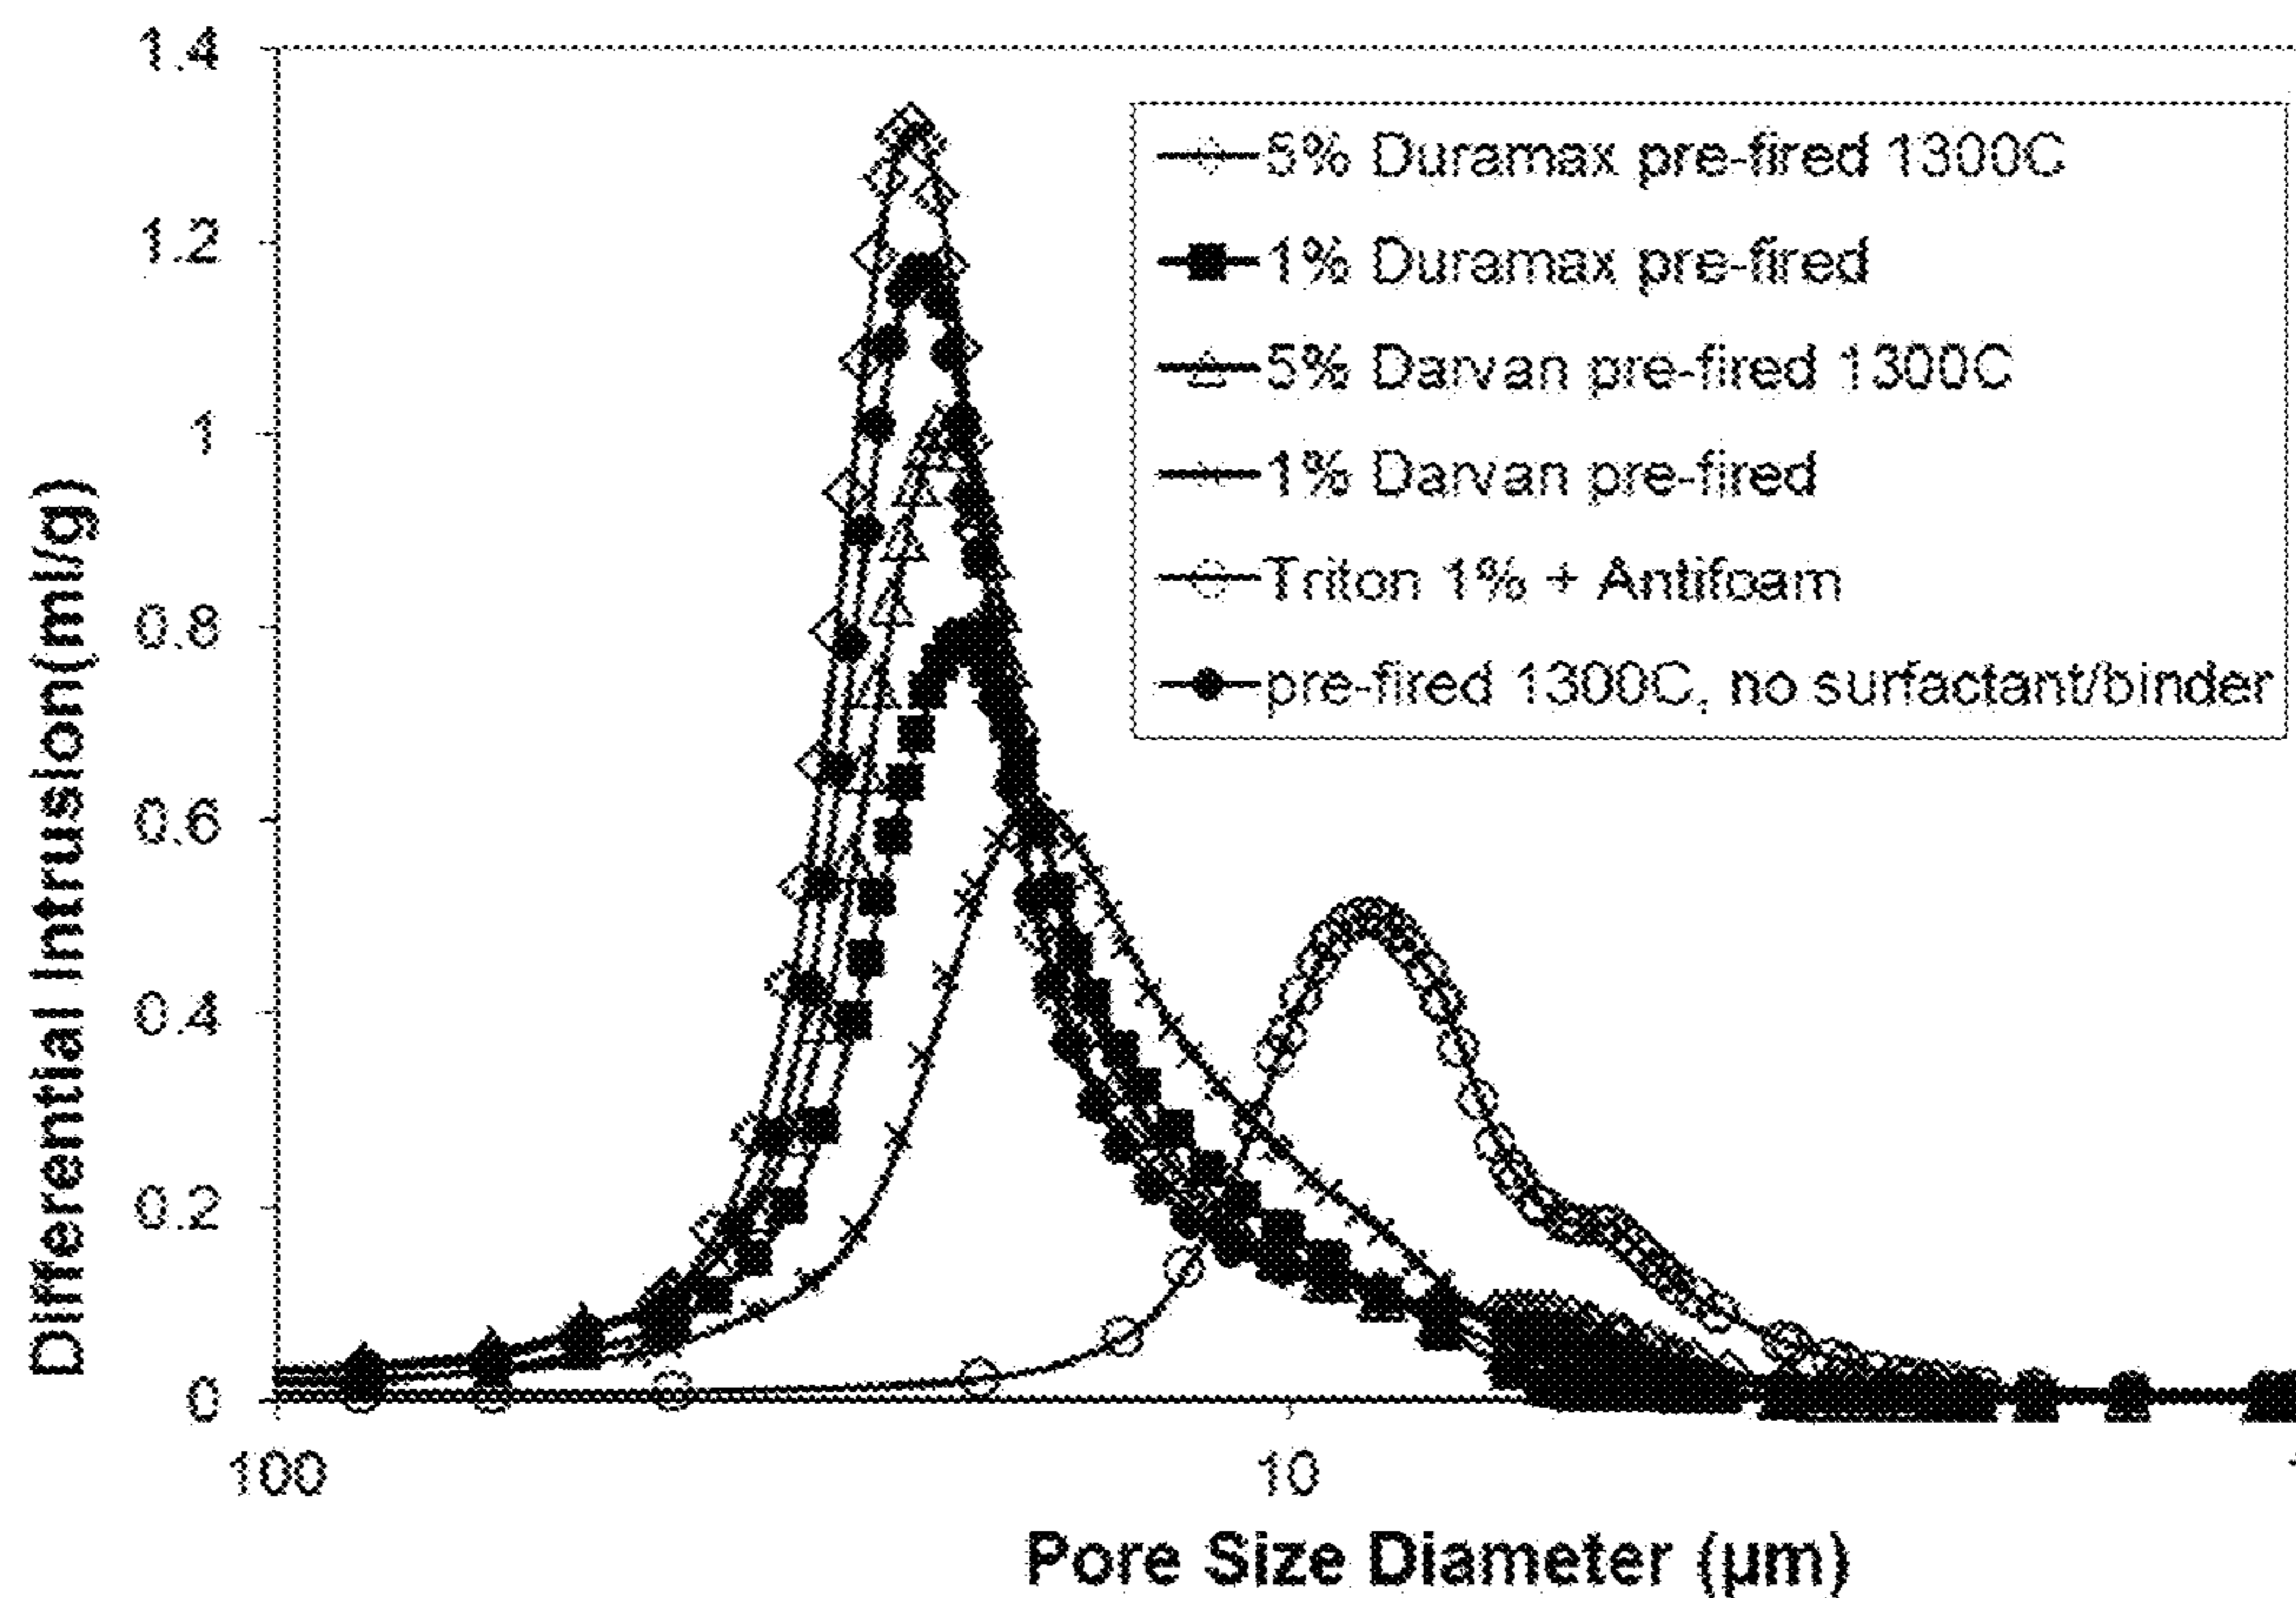 1.4
1.2
1
0.8
0.6
0.4
0.2
0
Differential Intrusion(ml/g)
5% Duramax pre-fired 1300C
1% Duramax pre-fired
5% Darvan pre-fired 1300C
1% Darvan pre-fired
Triton 1% + Antifoam
pre-fired 1300C, no surfactant/binder
100
10
Pore Size Diameter (µm)